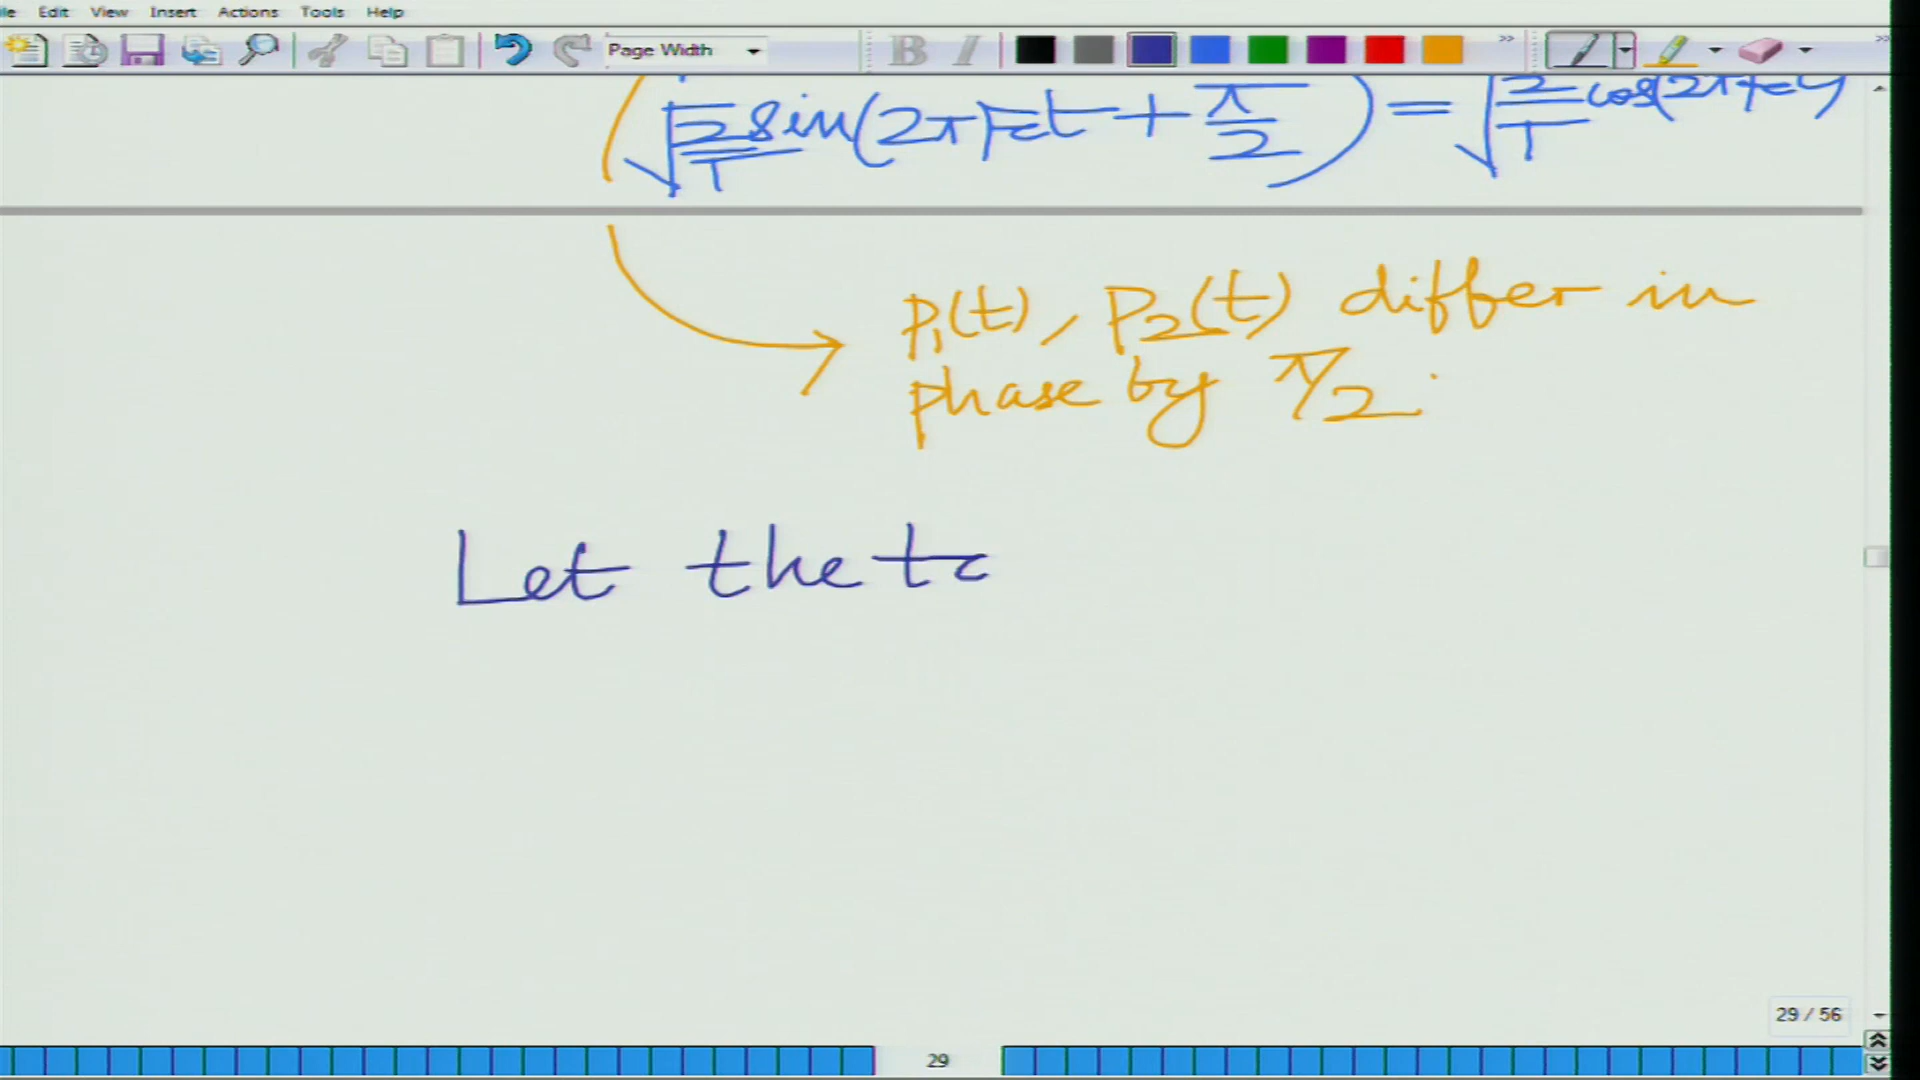 Edit View Insert Actions Tools Help
Page Width
B I
√2/T sin(2πFct + π/2) = √2/T cos(2πFct)
p₁(t), p₂(t) differ in
phase by π/2.
Let the
29 / 56
29